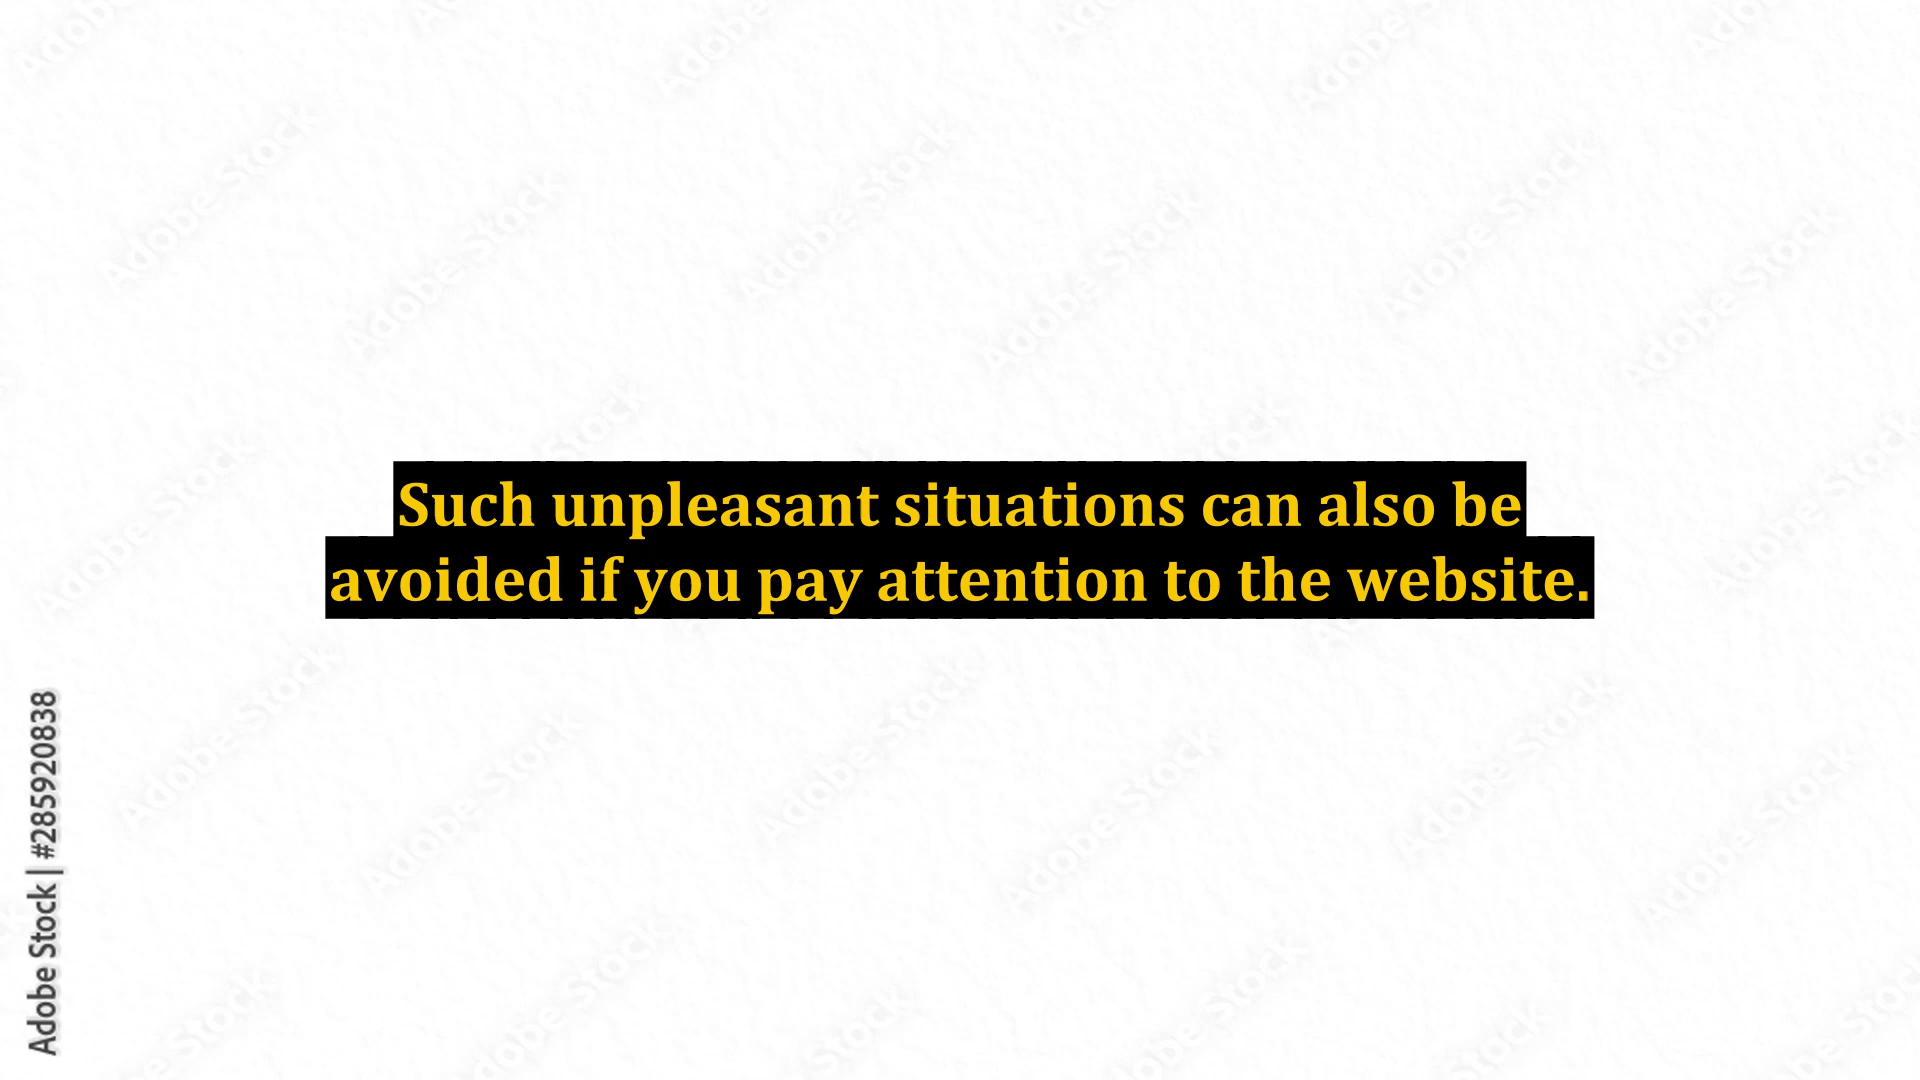 Such unpleasant situations can also be
avoided if you pay attention to the website.
Adobe Stock | #285920838